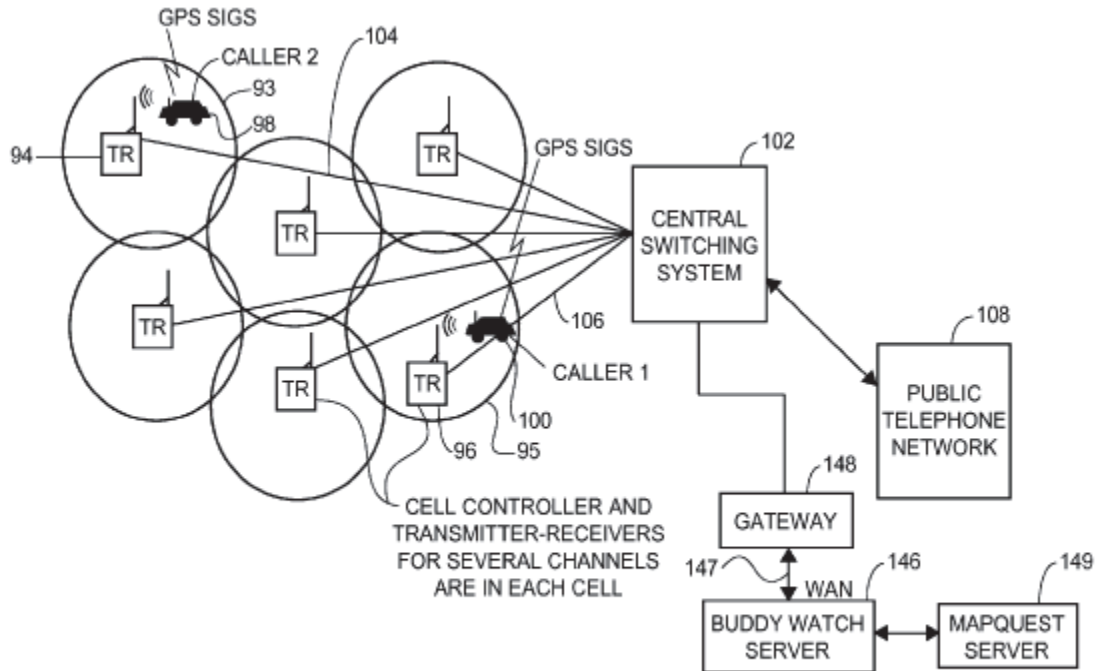 GPS SIGS
CALLER 2
104
93
98
94
TR
TR
GPS SIGS
102
TR
CENTRAL
SWITCHING
SYSTEM
TR
106
108
TR
TR
CALLER 1
PUBLIC
TELEPHONE
NETWORK
100
96
95
148
CELL CONTROLLER AND
TRANSMITTER-RECEIVERS
FOR SEVERAL CHANNELS
ARE IN EACH CELL
GATEWAY
147
WAN
146
149
BUDDY WATCH
SERVER
MAPQUEST
SERVER